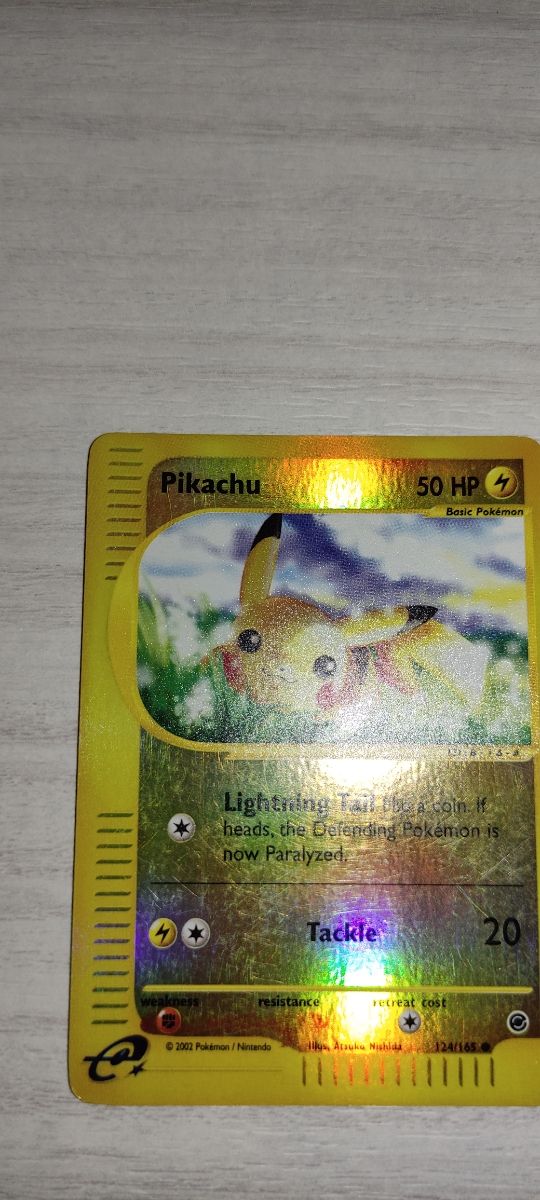 Pikachu 50 HP
Basic Pokémon
Lightning Tail Flip a coin. If
heads, the Defending Pokémon is
now Paralyzed.
Tackle 20
weakness resistance retreat cost
© 2002 Pokémon / Nintendo Illus. Atsuko Nishida 124/165
e